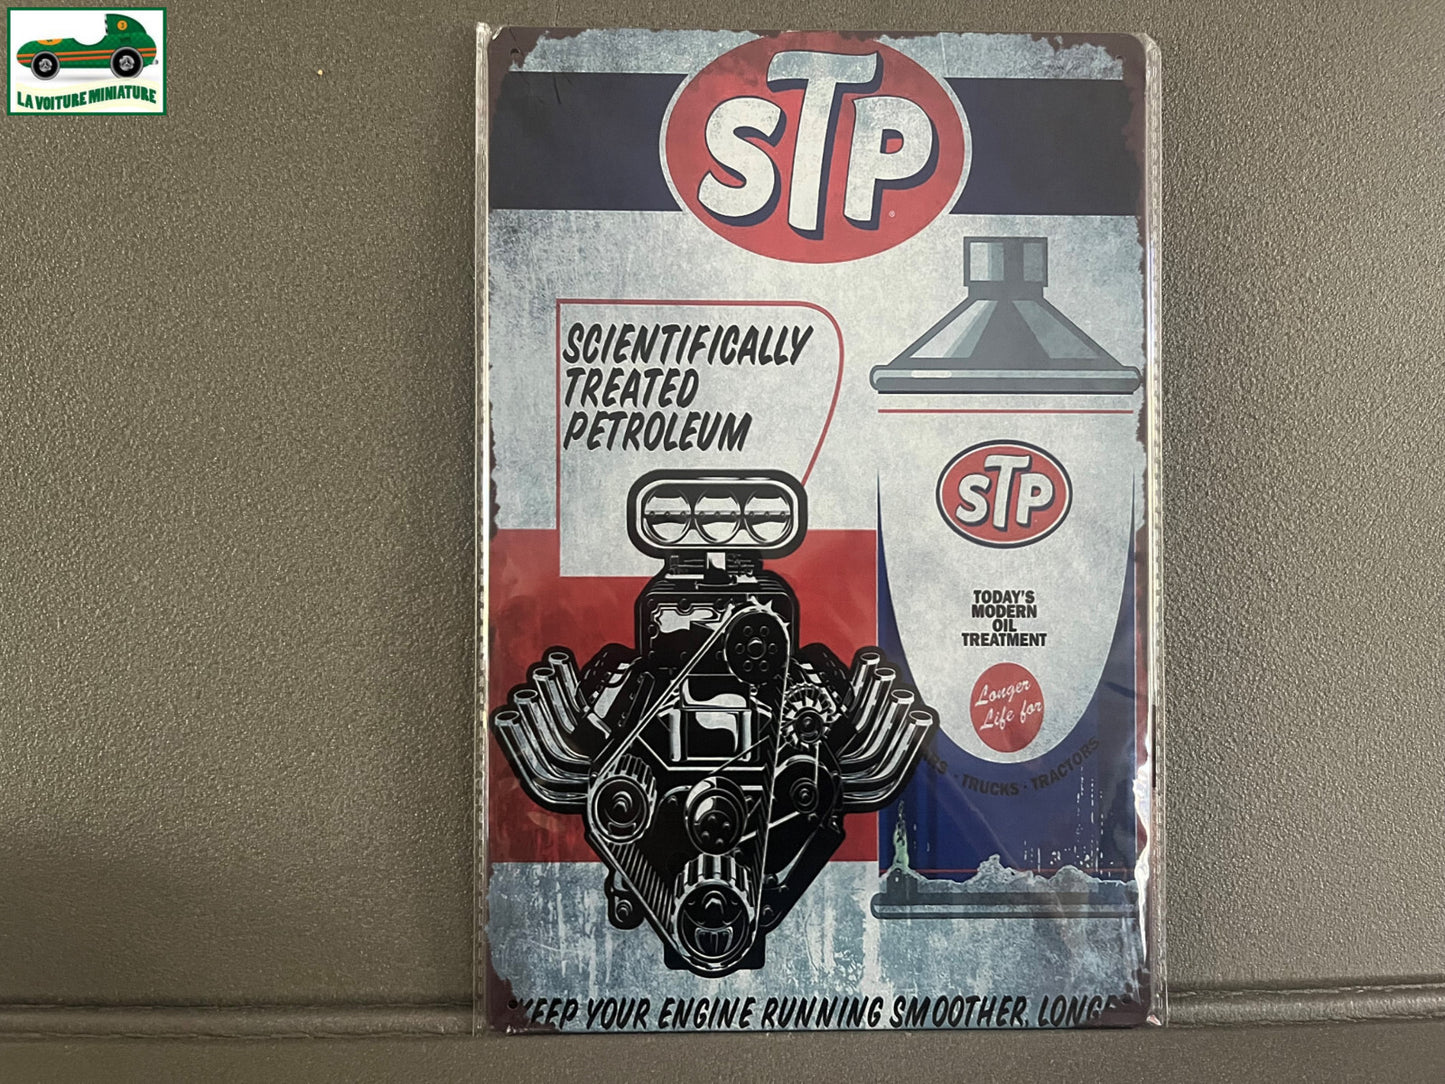 LA VOITURE MINIATURE
STP
®
SCIENTIFICALLY
TREATED
PETROLEUM
STP
TODAY'S
MODERN
OIL
TREATMENT
Longer
Life for
· TRUCKS · TRACTORS
KEEP YOUR ENGINE RUNNING SMOOTHER, LONGE